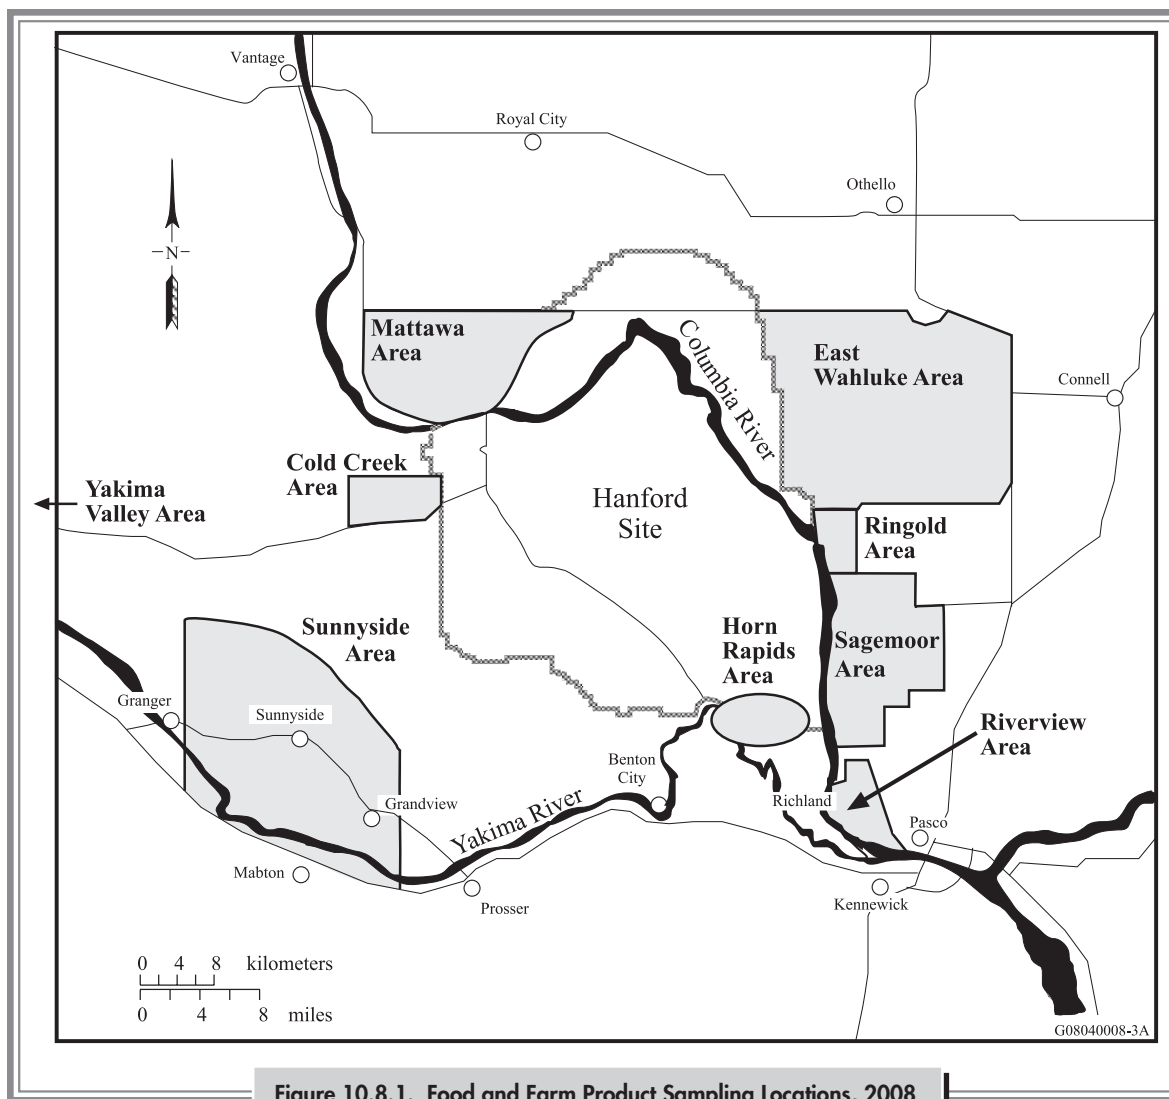 Vantage
Royal City
Othello
N
Mattawa
Area
Columbia River
East
Wahluke Area
Connell
Cold Creek
Area
Yakima
Valley Area
Hanford
Site
Ringold
Area
Sunnyside
Area
Horn
Rapids
Area
Sagemoor
Area
Granger
Sunnyside
Riverview
Area
Benton
City
Grandview
Yakima River
Richland
Pasco
Mabton
Prosser
Kennewick
0 4 8 kilometers
0 4 8 miles
G08040008-3A
Figure 10.8.1. Food and Farm Product Sampling Locations, 2008